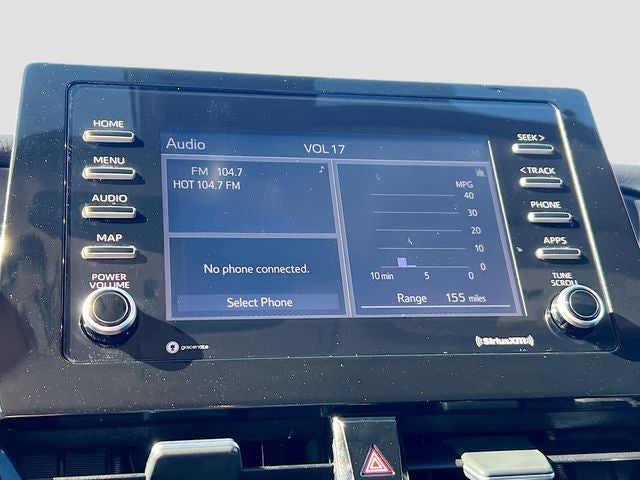 HOME
MENU
AUDIO
MAP
POWER
VOLUME
Audio
VOL 17
FM 104.7
HOT 104.7 FM
No phone connected.
Select Phone
MPG
40
30
20
10
0
10 min 5 0
Range 155 miles
SEEK >
< TRACK
PHONE
APPS
TUNE
SCROLL
gracenote
((SiriusXM))